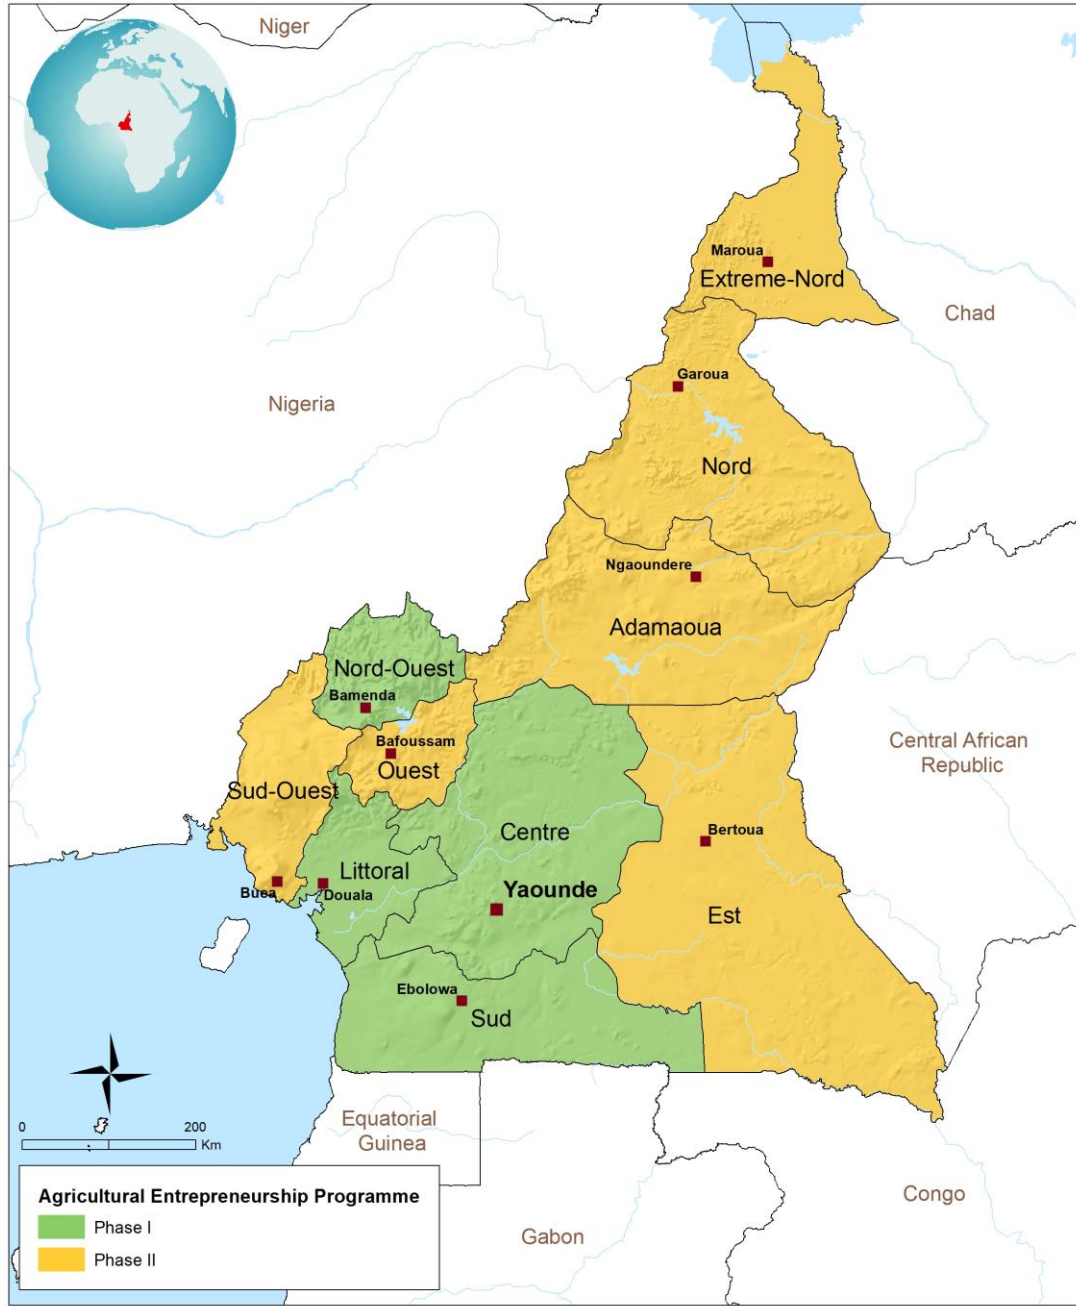 Niger
Maroua
Extreme-Nord
Chad
Garoua
Nigeria
Nord
Ngaoundere
Adamaoua
Nord-Ouest
Bamenda
Bafoussam
Ouest
Central African
Republic
Sud-Ouest
Centre
Bertoua
Littoral
Buea
Douala
Yaounde
Est
Ebolowa
Sud
Equatorial
Guinea
0 200
Km
Congo
Gabon
Agricultural Entrepreneurship Programme
Phase I
Phase II